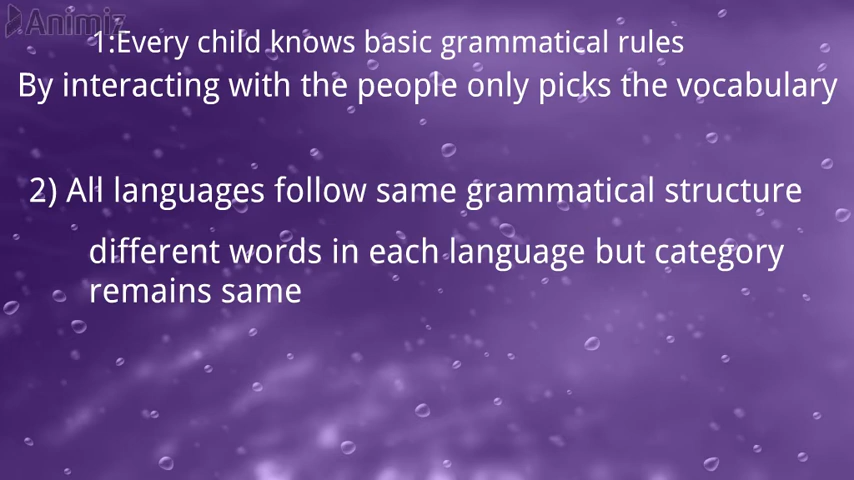 Animiz
1:Every child knows basic grammatical rules
By interacting with the people only picks the vocabulary
2) All languages follow same grammatical structure
different words in each language but category
remains same